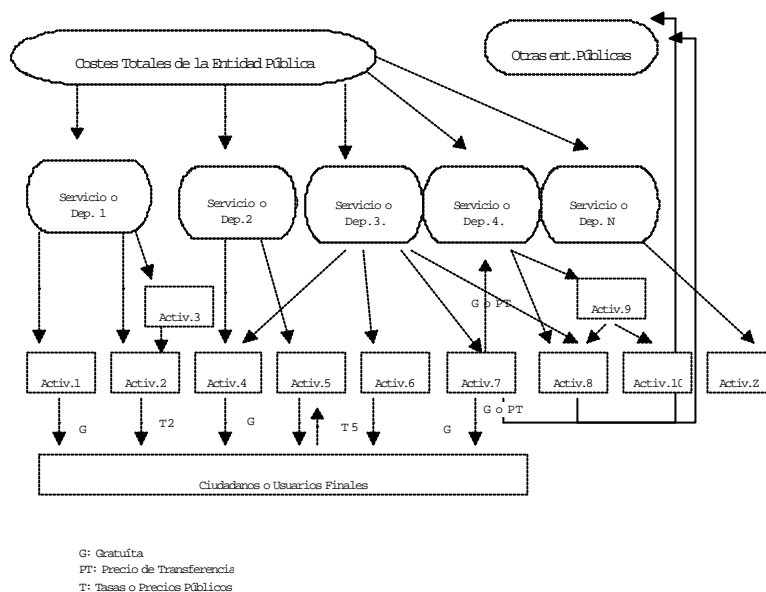 Costes Totales de la Entidad Pública
Otras ent. Públicas
Servicio o
Dep. 1
Servicio o
Dep.2
Servicio o
Dep.3.
Servicio o
Dep.4.
Servicio o
Dep. N
Activ.3
G o PT
Activ.9
Activ.1
Activ.2
Activ.4
Activ.5
Activ.6
Activ.7
Activ.8
Activ.10
Activ.Z
G
T2
G
T5
G
G o PT
Ciudadanos o Usuarios Finales
G: Gratuíta
PT: Precio de Transferencia
T: Tasas o Precios Públicos